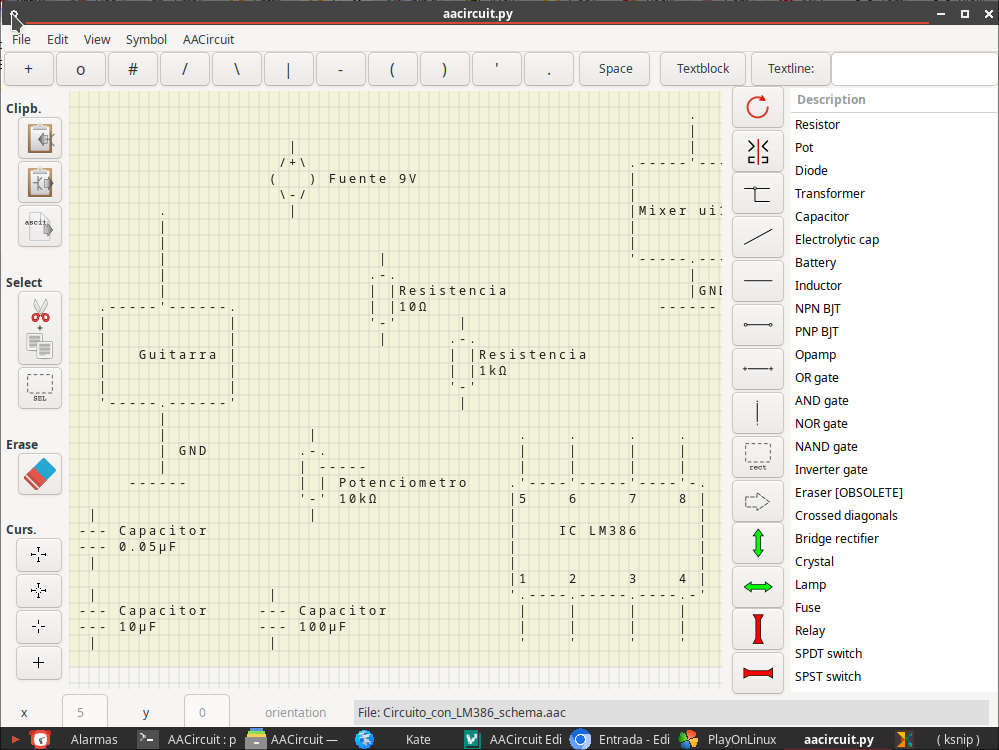 aacircuit.py
File Edit View Symbol AACircuit
+ o # / \ | - ( ) ' . Space Textblock Textline:
Clipb.
ascii
Select
+
SEL
Erase
Curs.
Fuente 9V
Mixer ui
Resistencia
10Ω
GND
Guitarra
Resistencia
1kΩ
GND
Potenciometro
10kΩ
Capacitor
0.05µF
5 6 7 8
IC LM386
1 2 3 4
Capacitor
10µF
Capacitor
100µF
rect
Description
Resistor
Pot
Diode
Transformer
Capacitor
Electrolytic cap
Battery
Inductor
NPN BJT
PNP BJT
Opamp
OR gate
AND gate
NOR gate
NAND gate
Inverter gate
Eraser [OBSOLETE]
Crossed diagonals
Bridge rectifier
Crystal
Lamp
Fuse
Relay
SPDT switch
SPST switch
x 5 y 0 orientation File: Circuito_con_LM386_schema.aac
Alarmas AACircuit : p AACircuit — Kate AACircuit Edi Entrada - Edi PlayOnLinux aacircuit.py ( ksnip )